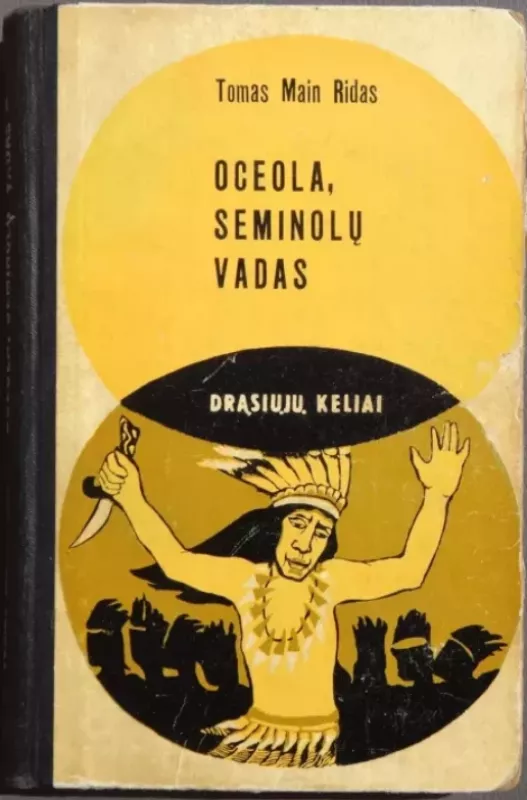 Tomas Main Ridas
OCEOLA,
SEMINOLŲ
VADAS
DRĄSIŲJŲ KELIAI